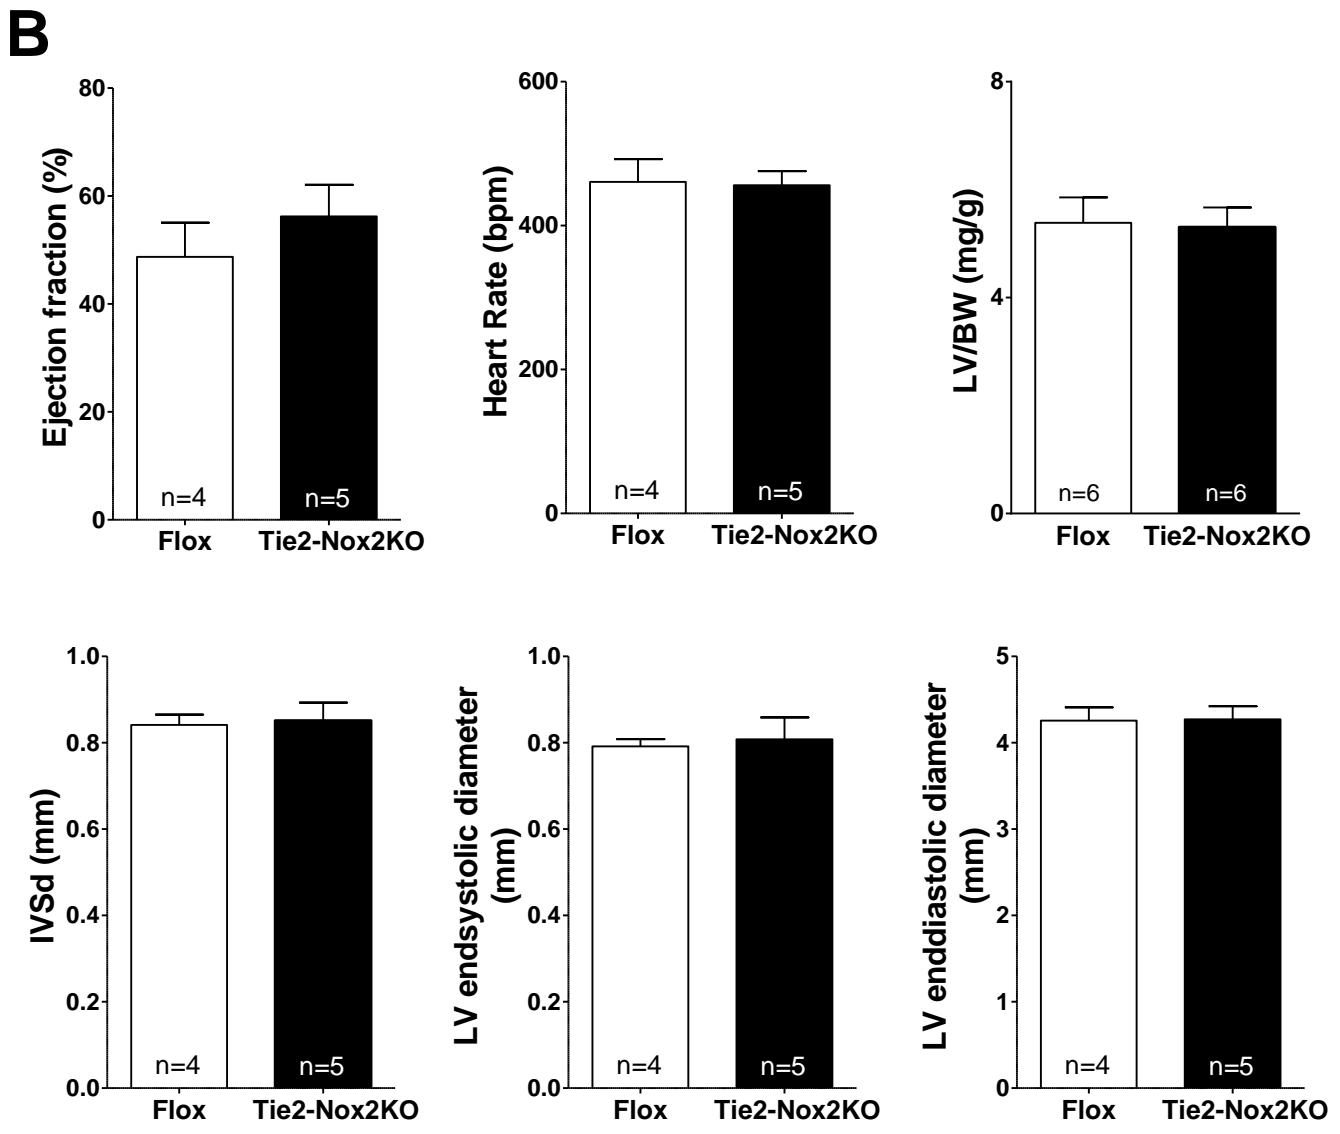 B
Ejection fraction (%)
80
60
40
20
0
n=4
n=5
Flox
Tie2-Nox2KO
Heart Rate (bpm)
600
400
200
0
n=4
n=5
Flox
Tie2-Nox2KO
LV/BW (mg/g)
8
4
0
n=6
n=6
Flox
Tie2-Nox2KO
IVSd (mm)
1.0
0.8
0.6
0.4
0.2
0.0
n=4
n=5
Flox
Tie2-Nox2KO
LV endsystolic diameter
(mm)
1.0
0.8
0.6
0.4
0.2
0.0
n=4
n=5
Flox
Tie2-Nox2KO
LV enddiastolic diameter
(mm)
5
4
3
2
1
0
n=4
n=5
Flox
Tie2-Nox2KO